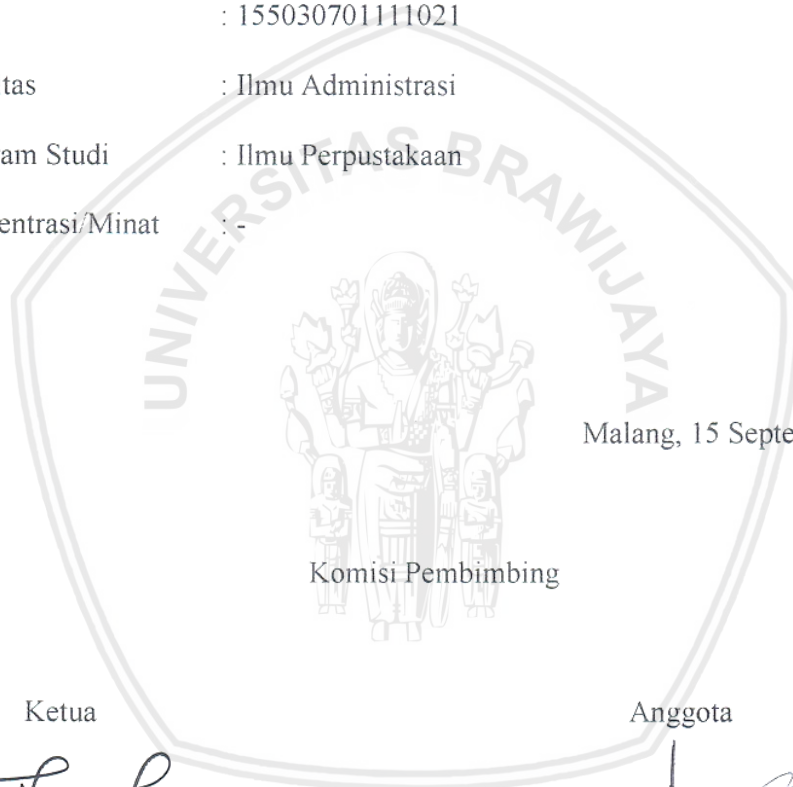 : 155030701111021
tas : Ilmu Administrasi
am Studi : Ilmu Perpustakaan
entrasi/Minat : -
UNIVERSITAS BRAWIJAYA
Malang, 15 Septe
Komisi Pembimbing
Ketua Anggota